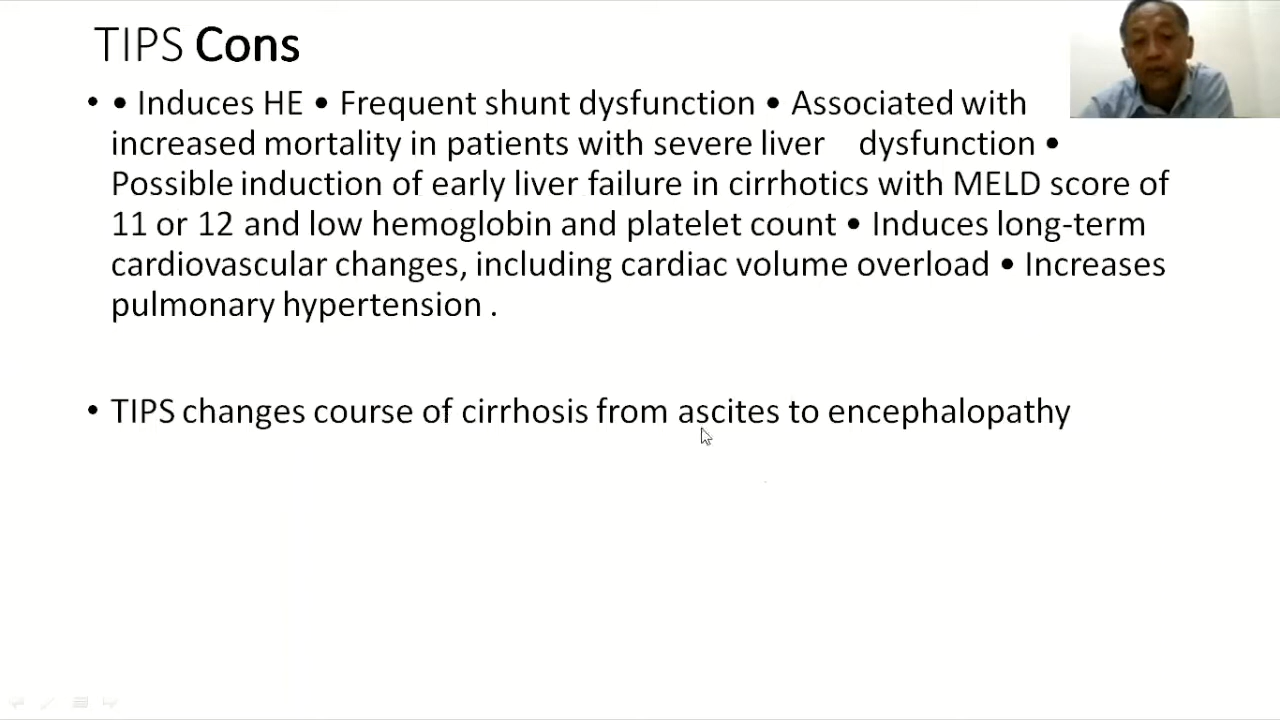 TIPS Cons
• • Induces HE • Frequent shunt dysfunction • Associated with
increased mortality in patients with severe liver dysfunction •
Possible induction of early liver failure in cirrhotics with MELD score of
11 or 12 and low hemoglobin and platelet count • Induces long-term
cardiovascular changes, including cardiac volume overload • Increases
pulmonary hypertension .
• TIPS changes course of cirrhosis from ascites to encephalopathy